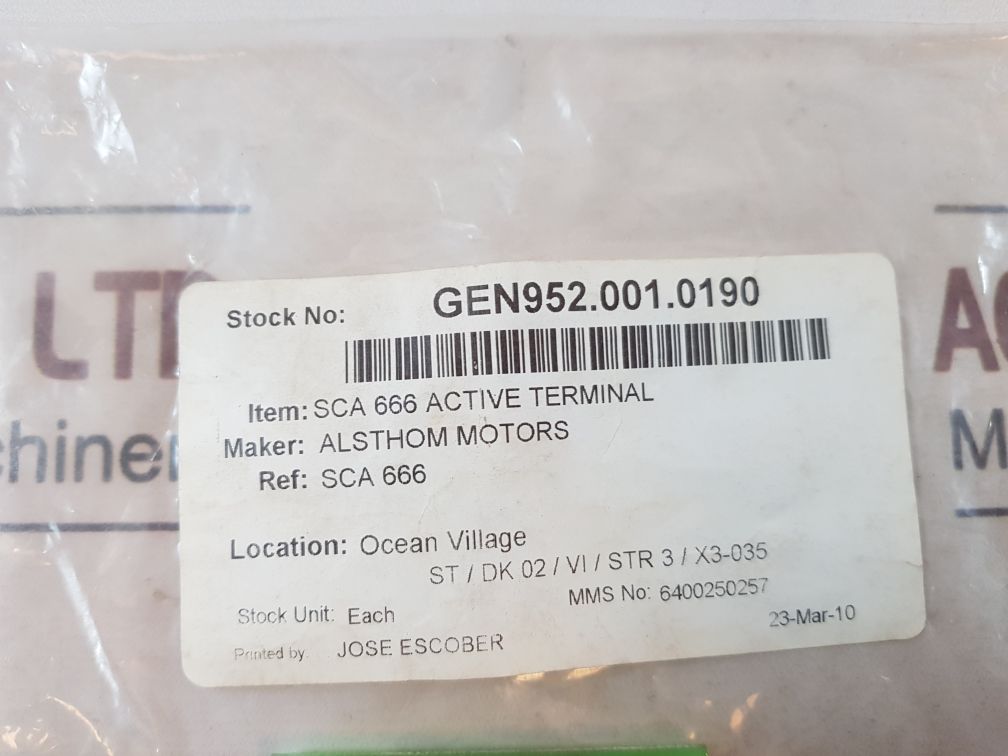 LTD
AC
chiner
M
Stock No: GEN952.001.0190
Item: SCA 666 ACTIVE TERMINAL
Maker: ALSTHOM MOTORS
Ref: SCA 666
Location: Ocean Village
ST / DK 02 / VI / STR 3 / X3-035
MMS No: 6400250257
Stock Unit: Each
23-Mar-10
Printed by: JOSE ESCOBER